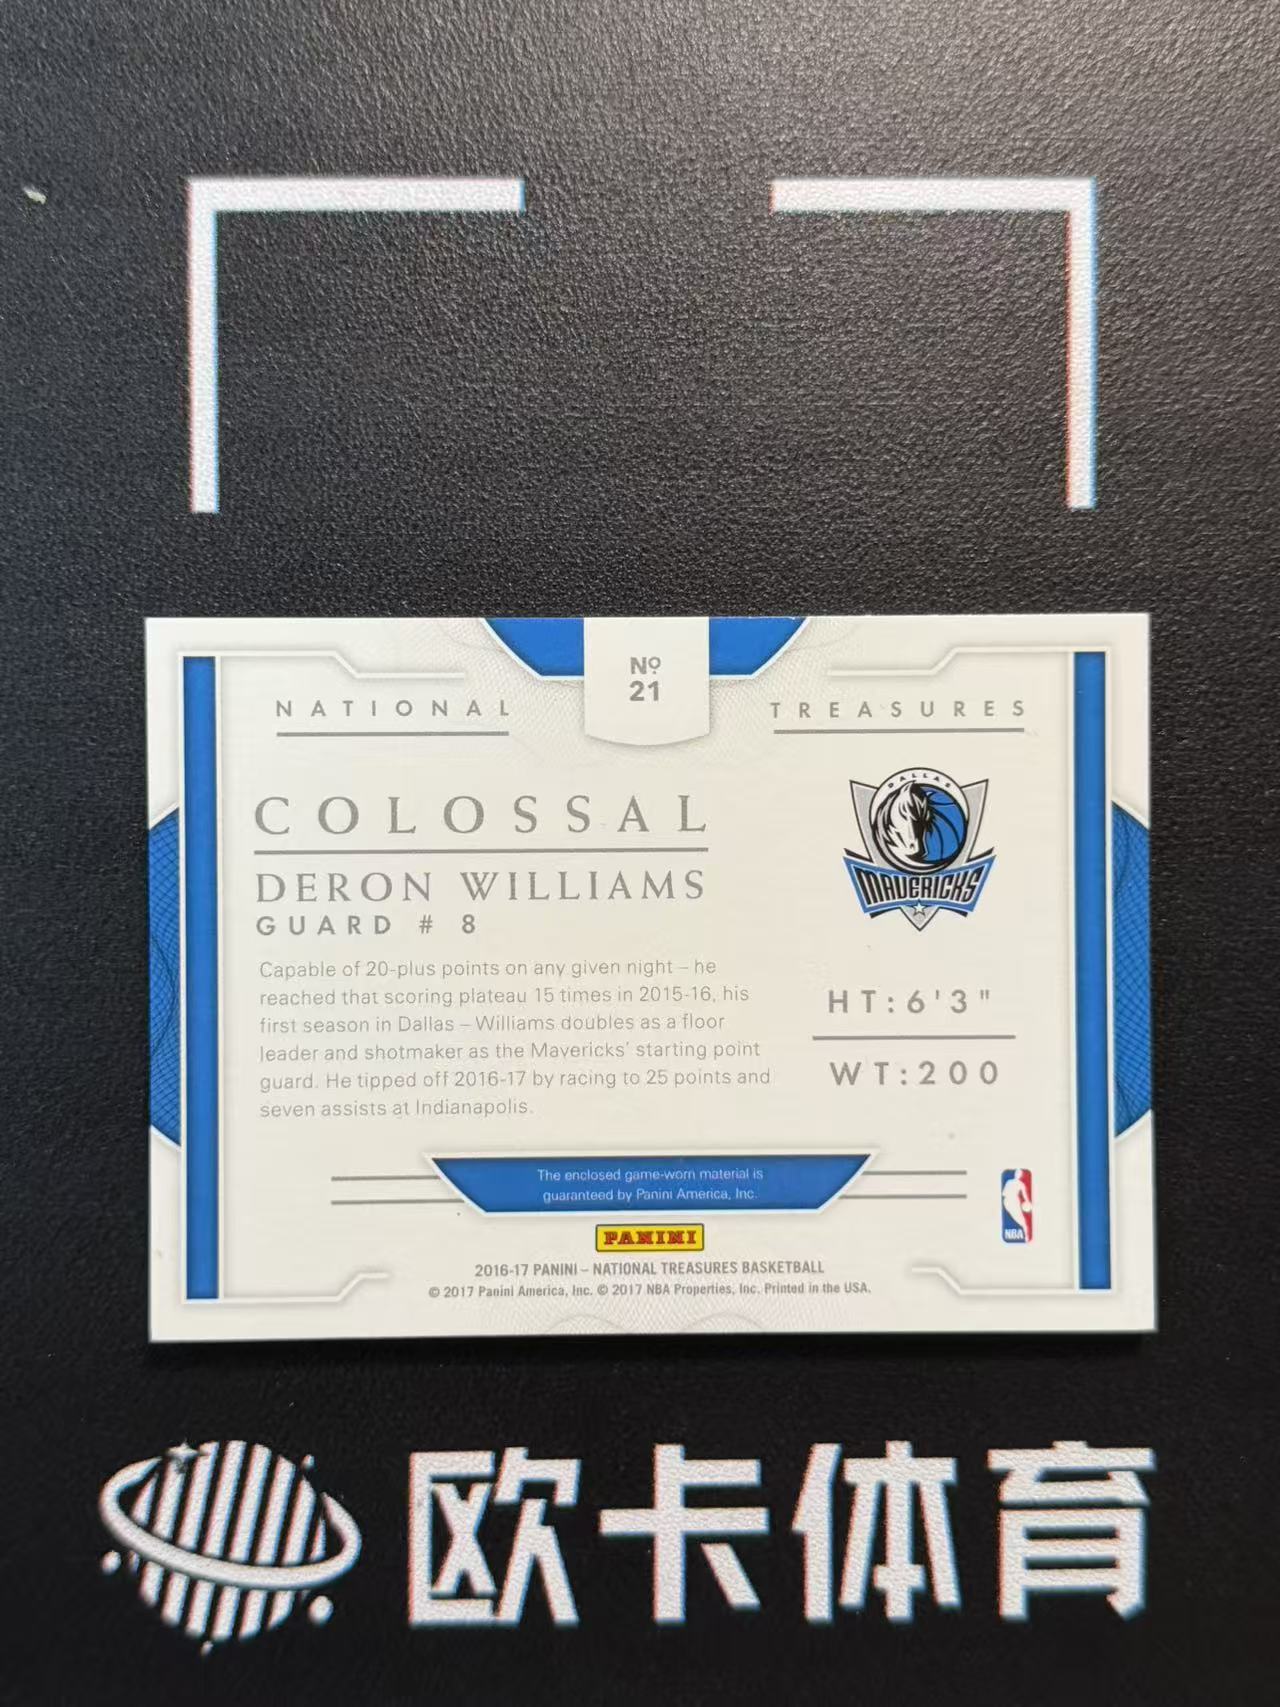 Nº
21
NATIONAL
TREASURES
COLOSSAL
DERON WILLIAMS
GUARD # 8
Capable of 20-plus points on any given night – he
reached that scoring plateau 15 times in 2015-16, his
first season in Dallas – Williams doubles as a floor
leader and shotmaker as the Mavericks' starting point
guard. He tipped off 2016-17 by racing to 25 points and
seven assists at Indianapolis.
DALLAS
MAVERICKS
HT:6'3"
WT:200
The enclosed game-worn material is
guaranteed by Panini America, Inc.
PANINI
NBA
2016-17 PANINI – NATIONAL TREASURES BASKETBALL
© 2017 Panini America, Inc. © 2017 NBA Properties, Inc. Printed in the USA.
欧卡体育